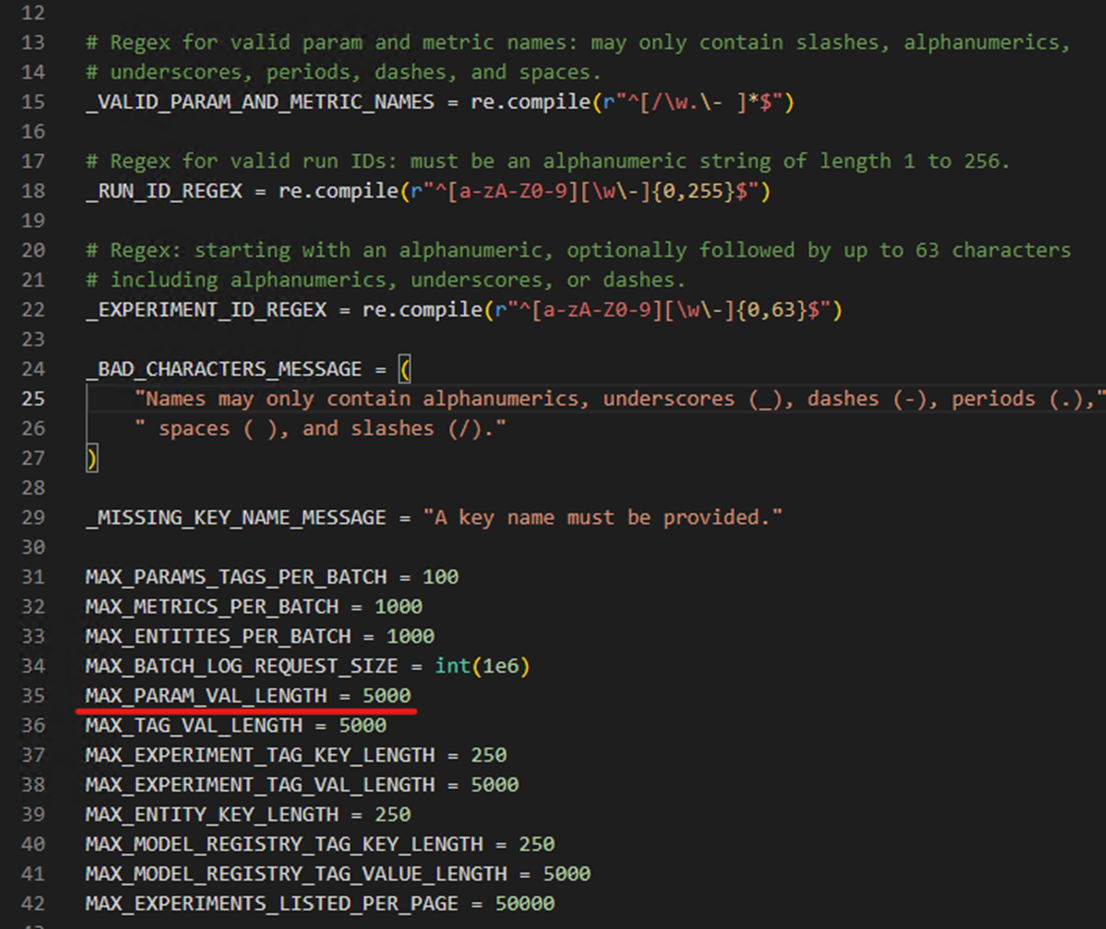 12
13 # Regex for valid param and metric names: may only contain slashes, alphanumerics,
14 # underscores, periods, dashes, and spaces.
15 _VALID_PARAM_AND_METRIC_NAMES = re.compile(r"^[/\w.\- ]*$")
16
17 # Regex for valid run IDs: must be an alphanumeric string of length 1 to 256.
18 _RUN_ID_REGEX = re.compile(r"^[a-zA-Z0-9][\w\-]{0,255}$")
19
20 # Regex: starting with an alphanumeric, optionally followed by up to 63 characters
21 # including alphanumerics, underscores, or dashes.
22 _EXPERIMENT_ID_REGEX = re.compile(r"^[a-zA-Z0-9][\w\-]{0,63}$")
23
24 _BAD_CHARACTERS_MESSAGE = (
25     "Names may only contain alphanumerics, underscores (_), dashes (-), periods (.),"
26     " spaces ( ), and slashes (/)."
27 )
28
29 _MISSING_KEY_NAME_MESSAGE = "A key name must be provided."
30
31 MAX_PARAMS_TAGS_PER_BATCH = 100
32 MAX_METRICS_PER_BATCH = 1000
33 MAX_ENTITIES_PER_BATCH = 1000
34 MAX_BATCH_LOG_REQUEST_SIZE = int(1e6)
35 MAX_PARAM_VAL_LENGTH = 5000
36 MAX_TAG_VAL_LENGTH = 5000
37 MAX_EXPERIMENT_TAG_KEY_LENGTH = 250
38 MAX_EXPERIMENT_TAG_VAL_LENGTH = 5000
39 MAX_ENTITY_KEY_LENGTH = 250
40 MAX_MODEL_REGISTRY_TAG_KEY_LENGTH = 250
41 MAX_MODEL_REGISTRY_TAG_VALUE_LENGTH = 5000
42 MAX_EXPERIMENTS_LISTED_PER_PAGE = 50000